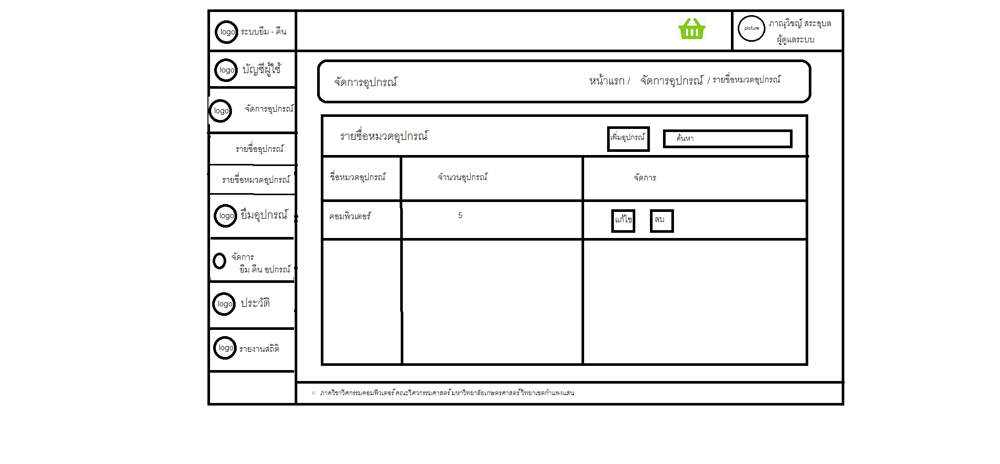 logo ระบบยืม - คืน
picture ภาณุวิชญ์ สระอุบล
ผู้ดูแลระบบ
logo บัญชีผู้ใช้
logo จัดการอุปกรณ์
รายชื่ออุปกรณ์
รายชื่อหมวดอุปกรณ์
logo ยืมอุปกรณ์
จัดการ
ยืม คืน อุปกรณ์
logo ประวัติ
logo รายงานสถิติ
จัดการอุปกรณ์
หน้าแรก / จัดการอุปกรณ์ / รายชื่อหมวดอุปกรณ์
รายชื่อหมวดอุปกรณ์ เพิ่มอุปกรณ์ ค้นหา
ชื่อหมวดอุปกรณ์ จำนวนอุปกรณ์ จัดการ
คอมพิวเตอร์ 5 แก้ไข ลบ
© ภาควิชาวิศกรรมคอมพิวเตอร์ คณะวิศวกรรมศาสตร์ มหาวิทยาลัยเกษตรศาสตร์ วิทยาเขตกำแพงแสน